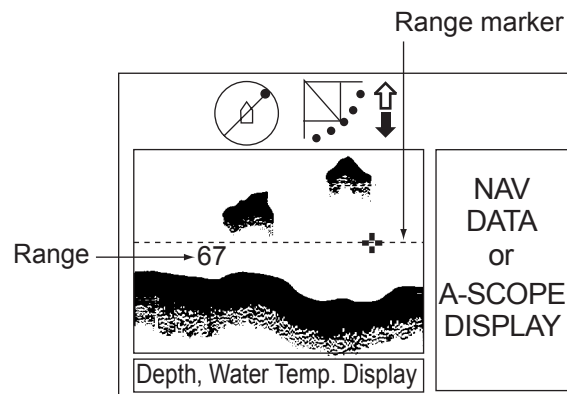 Range marker
Range
67
NAV
DATA
or
A-SCOPE
DISPLAY
Depth, Water Temp. Display